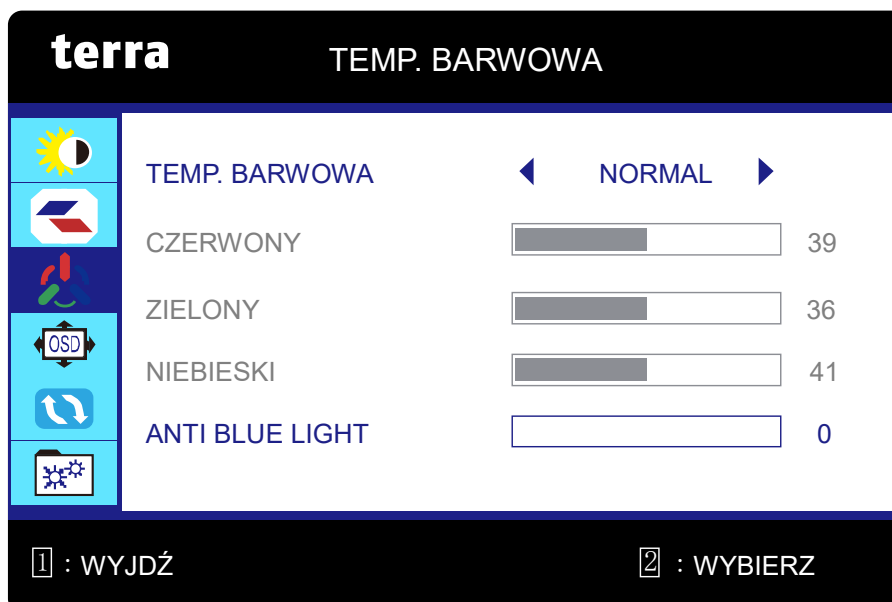 terra TEMP. BARWOWA
TEMP. BARWOWA NORMAL
CZERWONY 39
ZIELONY 36
OSD
NIEBIESKI 41
ANTI BLUE LIGHT 0
1 : WYJDŹ 2 : WYBIERZ